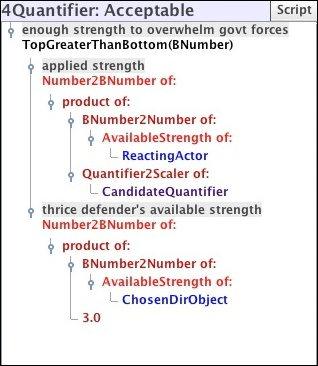 4Quantifier: Acceptable Script
enough strength to overwhelm govt forces
TopGreaterThanBottom(BNumber)
applied strength
Number2BNumber of:
product of:
BNumber2Number of:
AvailableStrength of:
ReactingActor
Quantifier2Scaler of:
CandidateQuantifier
thrice defender's available strength
Number2BNumber of:
product of:
BNumber2Number of:
AvailableStrength of:
ChosenDirObject
3.0